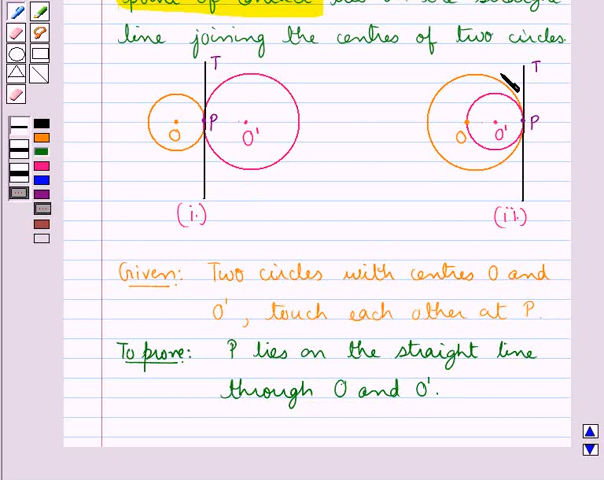 line joining the centres of two circles.
T T
O P O' O O' P
(i.) (ii.)
Given: Two circles with centres O and
O', touch each other at P.
To prove: P lies on the straight line
through O and O'.